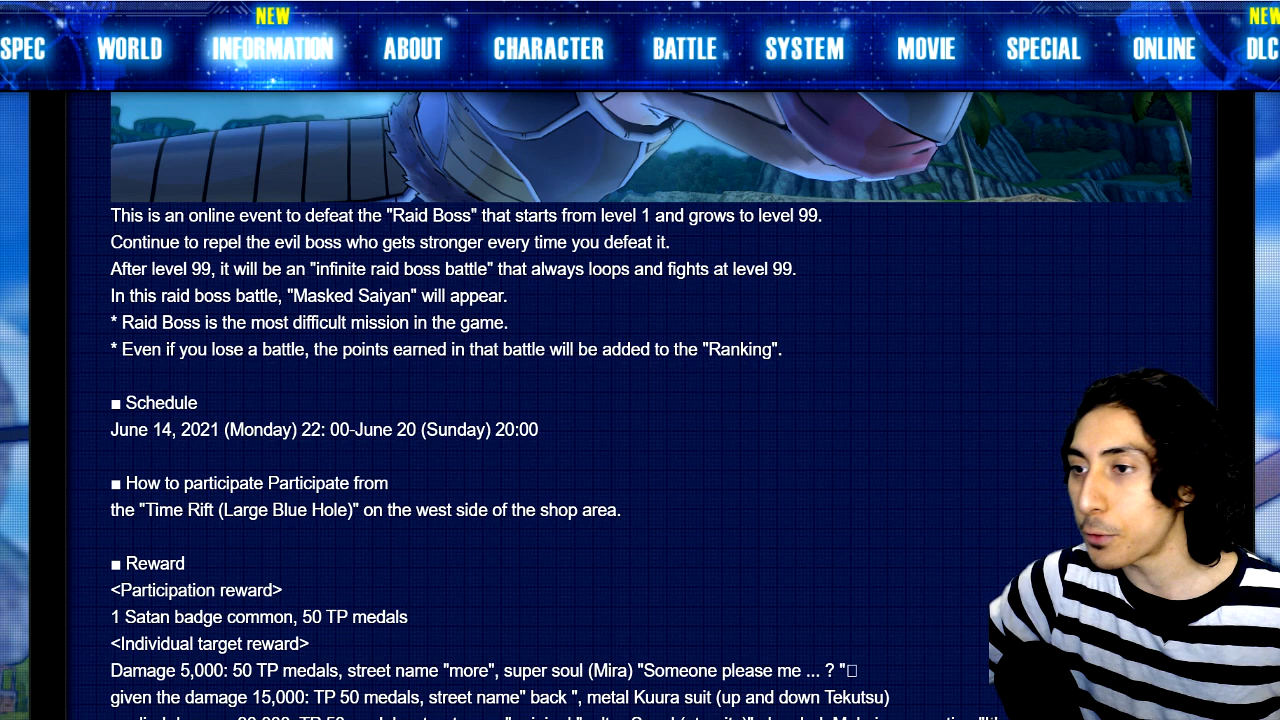 NEW
NEW
SPEC WORLD INFORMATION ABOUT CHARACTER BATTLE SYSTEM MOVIE SPECIAL ONLINE DLC
This is an online event to defeat the "Raid Boss" that starts from level 1 and grows to level 99.
Continue to repel the evil boss who gets stronger every time you defeat it.
After level 99, it will be an "infinite raid boss battle" that always loops and fights at level 99.
In this raid boss battle, "Masked Saiyan" will appear.
* Raid Boss is the most difficult mission in the game.
* Even if you lose a battle, the points earned in that battle will be added to the "Ranking".
■ Schedule
June 14, 2021 (Monday) 22: 00-June 20 (Sunday) 20:00
■ How to participate Participate from
the "Time Rift (Large Blue Hole)" on the west side of the shop area.
■ Reward
<Participation reward>
1 Satan badge common, 50 TP medals
<Individual target reward>
Damage 5,000: 50 TP medals, street name "more", super soul (Mira) "Someone please me ... ? "
given the damage 15,000: TP 50 medals, street name" back ", metal Kuura suit (up and down Tekutsu)